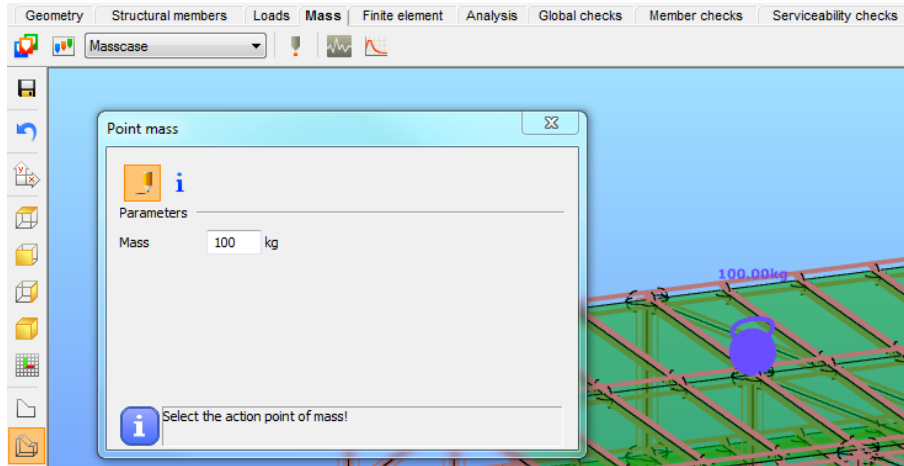 Geometry Structural members Loads Mass Finite element Analysis Global checks Member checks Serviceability checks
Masscase
Point mass
Parameters
Mass 100 kg
100.00kg
Select the action point of mass!